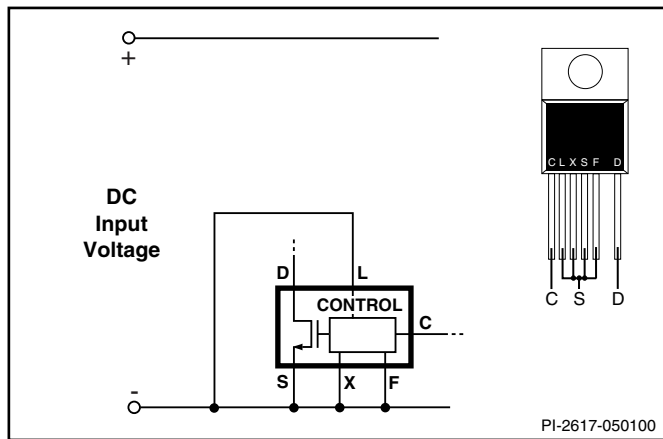 +
DC
Input
Voltage
D
L
CONTROL
C
S
X
F
-
C L X S F D
C S D
PI-2617-050100